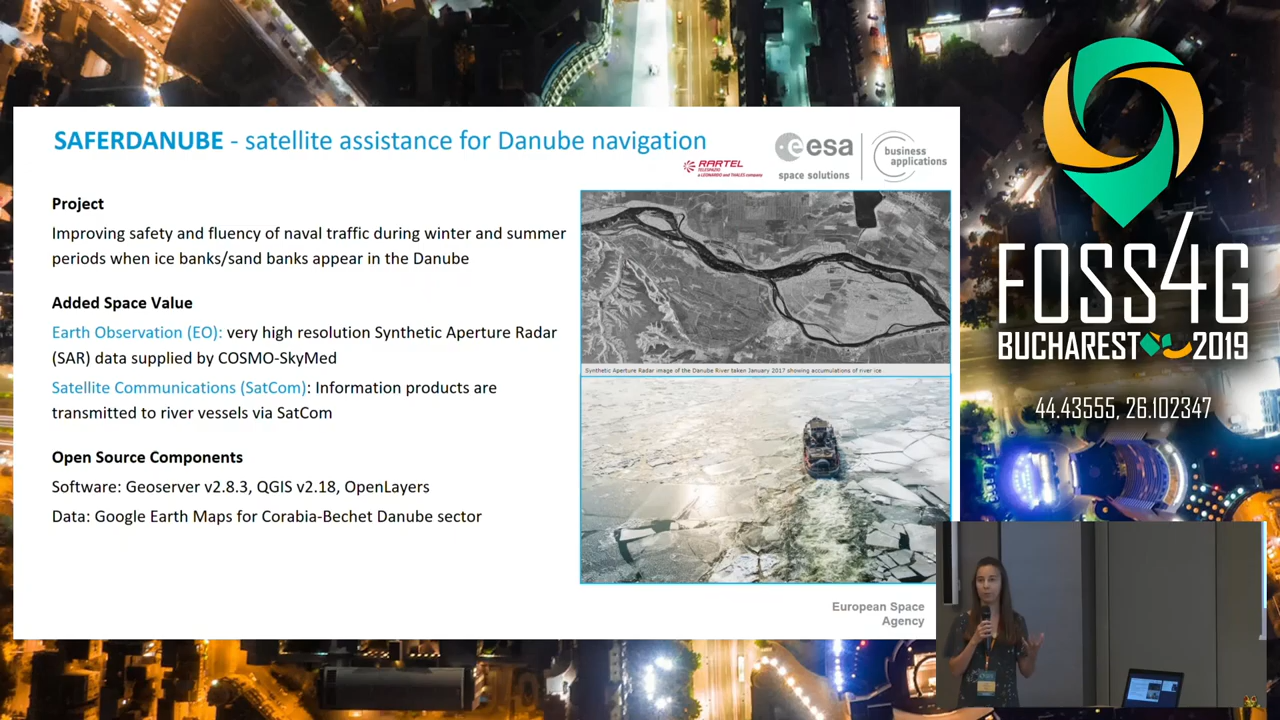 SAFERDANUBE - satellite assistance for Danube navigation
RARTEL
TELESPAZIO
a LEONARDO and THALES company
esa
space solutions
business
applications
Project
Improving safety and fluency of naval traffic during winter and summer
periods when ice banks/sand banks appear in the Danube
Added Space Value
Earth Observation (EO): very high resolution Synthetic Aperture Radar
(SAR) data supplied by COSMO-SkyMed
Satellite Communications (SatCom): Information products are
transmitted to river vessels via SatCom
Open Source Components
Software: Geoserver v2.8.3, QGIS v2.18, OpenLayers
Data: Google Earth Maps for Corabia-Bechet Danube sector
Synthetic Aperture Radar image of the Danube River taken January 2017 showing accumulations of river ice
European Space
Agency
FOSS4G
BUCHAREST 2019
44.43555, 26.102347